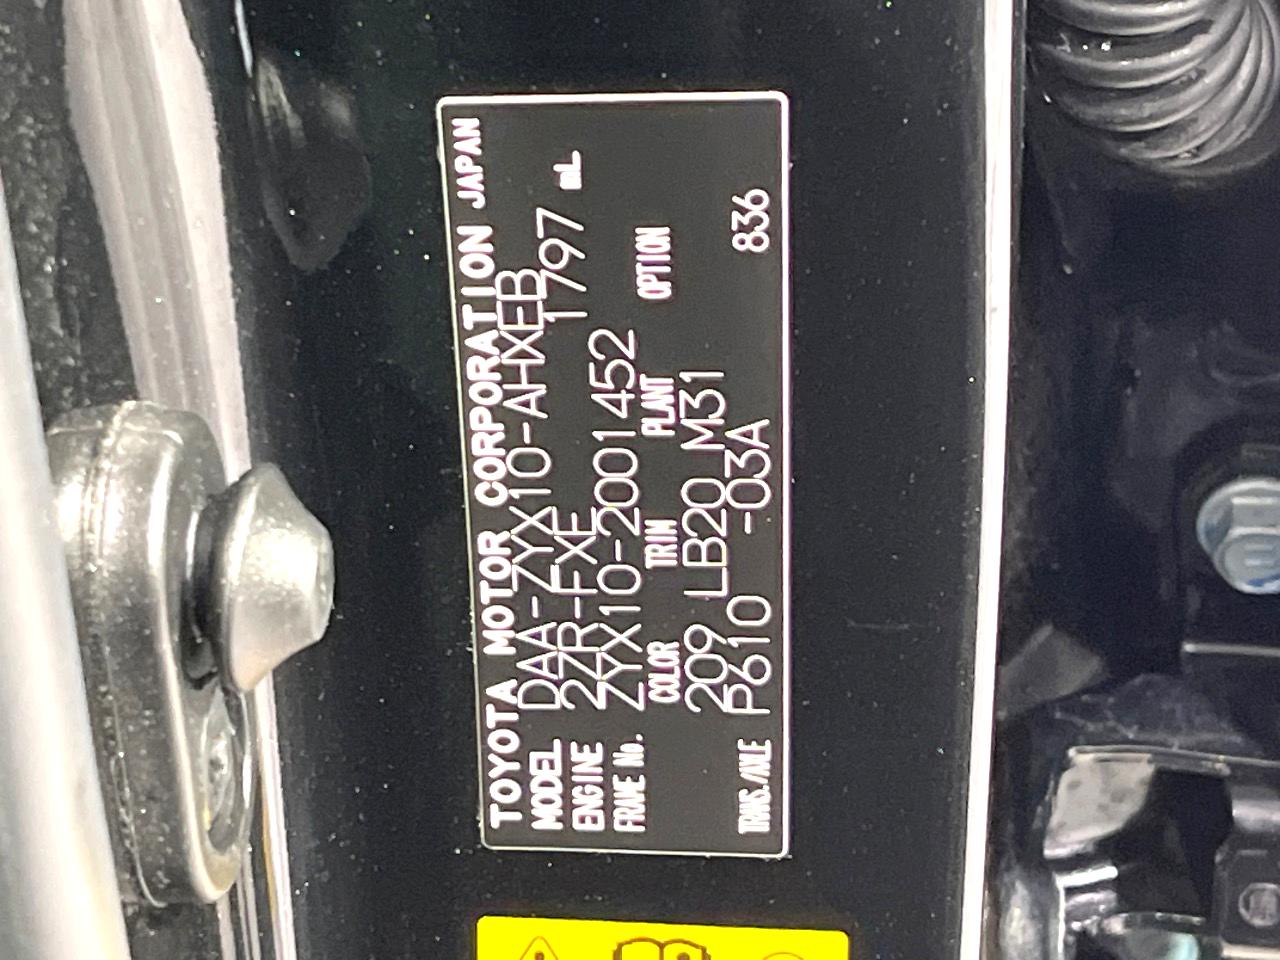 TOYOTA MOTOR CORPORATION JAPAN
MODEL DAA-ZYX10-AHXEB
ENGINE 2ZR-FXE 1797 mL
FRAME No. ZYX10-2001452
COLOR TRIM PLANT OPTION
209 LB20 M31
TRANS./AXLE P610 -03A 836